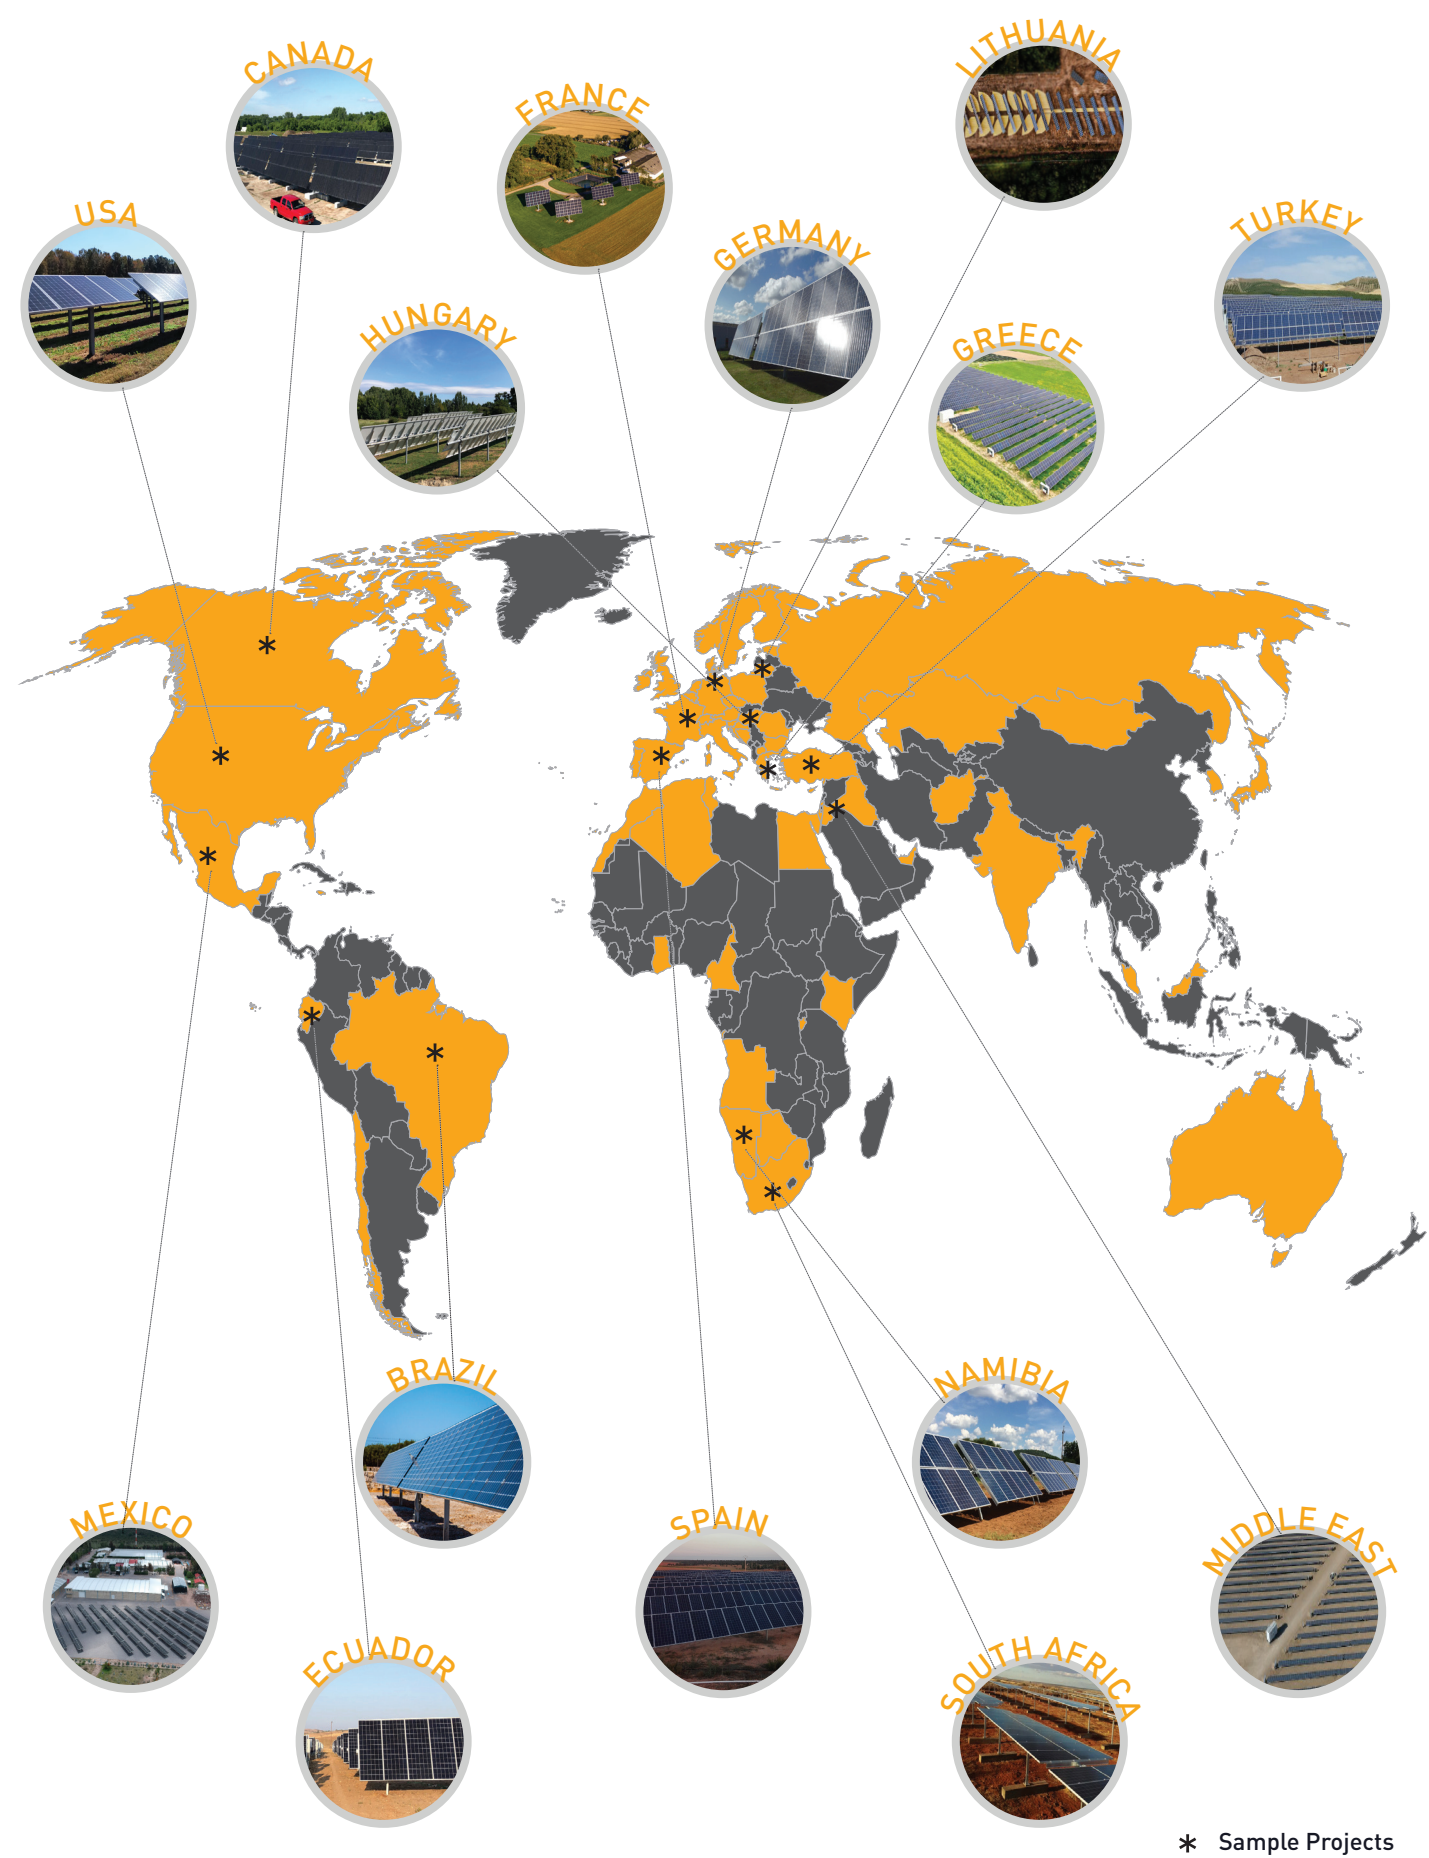 LITHUANIA
CANADA
FRANCE
USA
TURKEY
GERMANY
HUNGARY
GREECE
BRAZIL
NAMIBIA
MEXICO
SPAIN
MIDDLE EAST
ECUADOR
SOUTH AFRICA
* Sample Projects